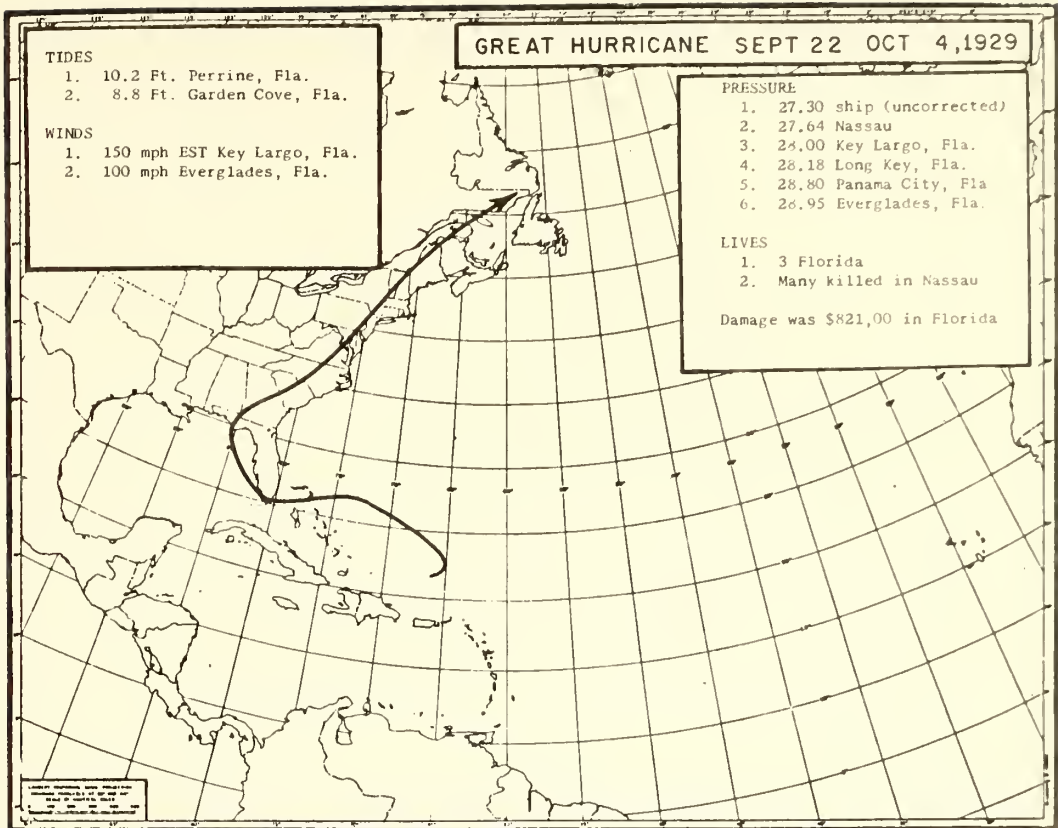 GREAT HURRICANE SEPT 22 OCT 4,1929
TIDES
1. 10.2 Ft. Perrine, Fla.
2. 8.8 Ft. Garden Cove, Fla.
WINDS
1. 150 mph EST Key Largo, Fla.
2. 100 mph Everglades, Fla.
PRESSURE
1. 27.30 ship (uncorrected)
2. 27.64 Nassau
3. 28.00 Key Largo, Fla.
4. 28.18 Long Key, Fla.
5. 28.80 Panama City, Fla
6. 28.95 Everglades, Fla.
LIVES
1. 3 Florida
2. Many killed in Nassau
Damage was $821,00 in Florida